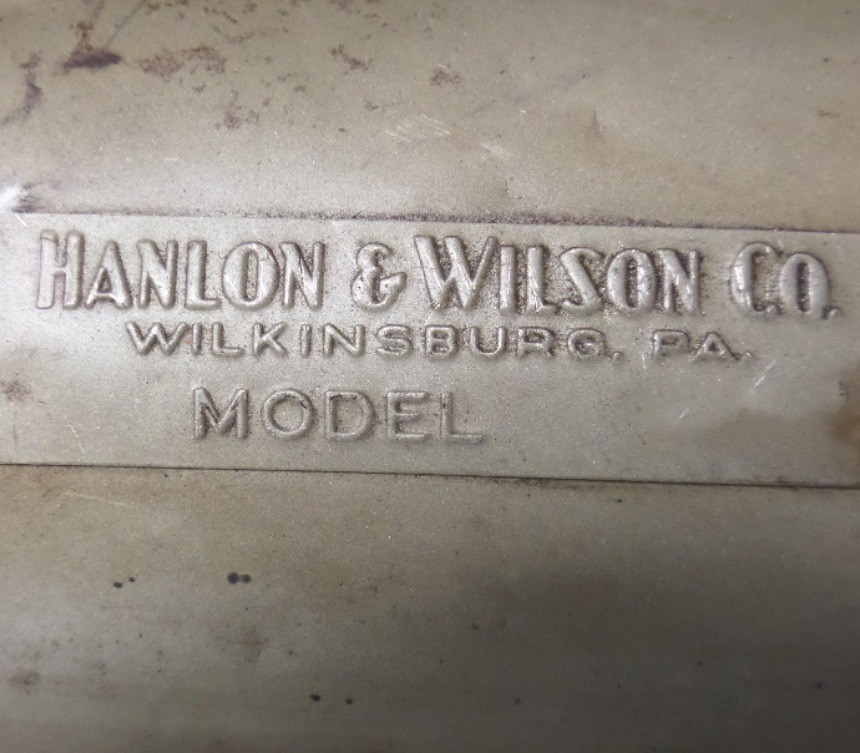 HANLON & WILSON CO.
WILKINSBURG, PA.
MODEL